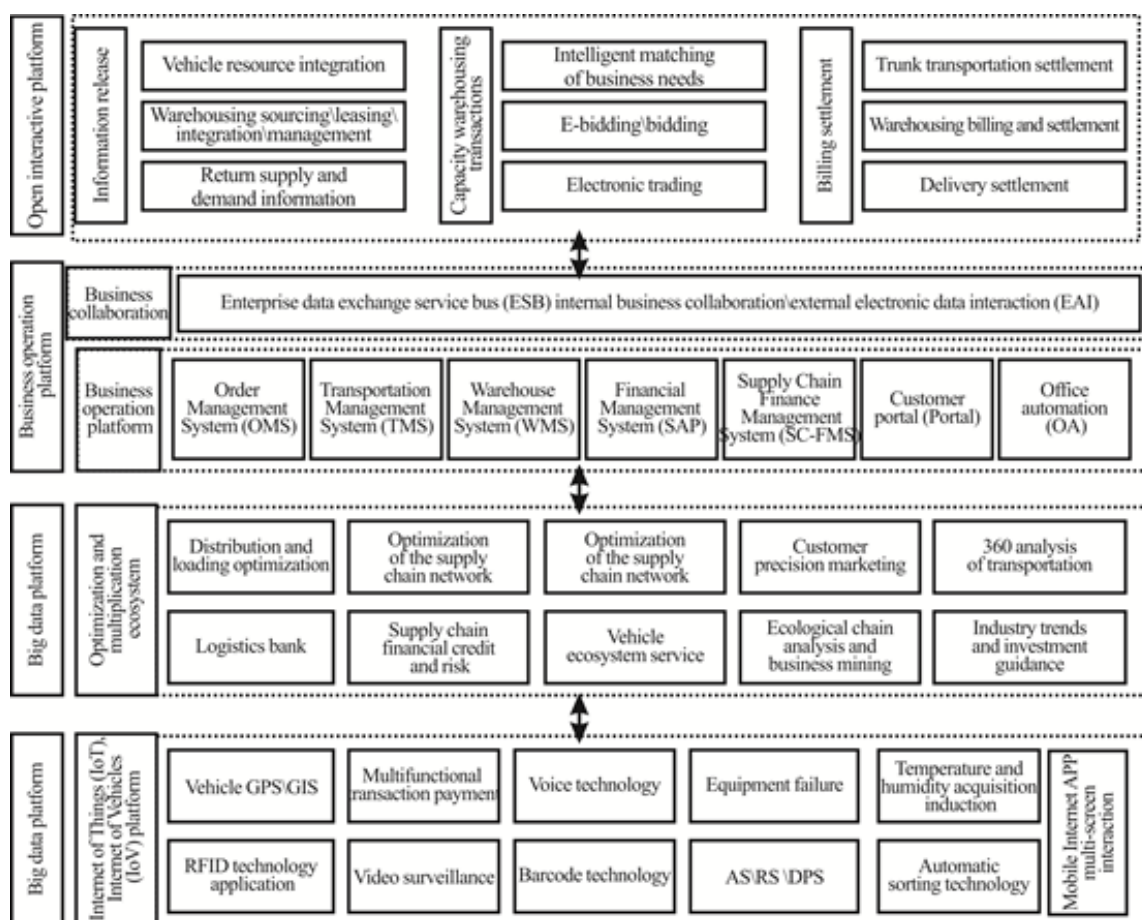 Open interactive platform
Information release
Vehicle resource integration
Warehousing sourcing\leasing\
integration\management
Return supply and
demand information
Capacity warehousing
transactions
Intelligent matching
of business needs
E-bidding\bidding
Electronic trading
Billing settlement
Trunk transportation settlement
Warehousing billing and settlement
Delivery settlement
Business operation
platform
Business
collaboration
Enterprise data exchange service bus (ESB) internal business collaboration\external electronic data interaction (EAI)
Business
operation
platform
Order
Management
System (OMS)
Transportation
Management
System (TMS)
Warehouse
Management
System (WMS)
Financial
Management
System (SAP)
Supply Chain
Finance
Management
System (SC-FMS)
Customer
portal (Portal)
Office
automation
(OA)
Big data platform
Optimization and
multiplication
ecosystem
Distribution and
loading optimization
Optimization
of the supply
chain network
Optimization
of the supply
chain network
Customer
precision marketing
360 analysis
of transportation
Logistics bank
Supply chain
financial credit
and risk
Vehicle
ecosystem service
Ecological chain
analysis and
business mining
Industry trends
and investment
guidance
Big data platform
Internet of Things (IoT),
Internet of Vehicles
(IoV) platform
Vehicle GPS\GIS
Multifunctional
transaction payment
Voice technology
Equipment failure
Temperature and
humidity acquisition
induction
RFID technology
application
Video surveillance
Barcode technology
AS\RS \DPS
Automatic
sorting technology
Mobile Internet APP
multi-screen
interaction